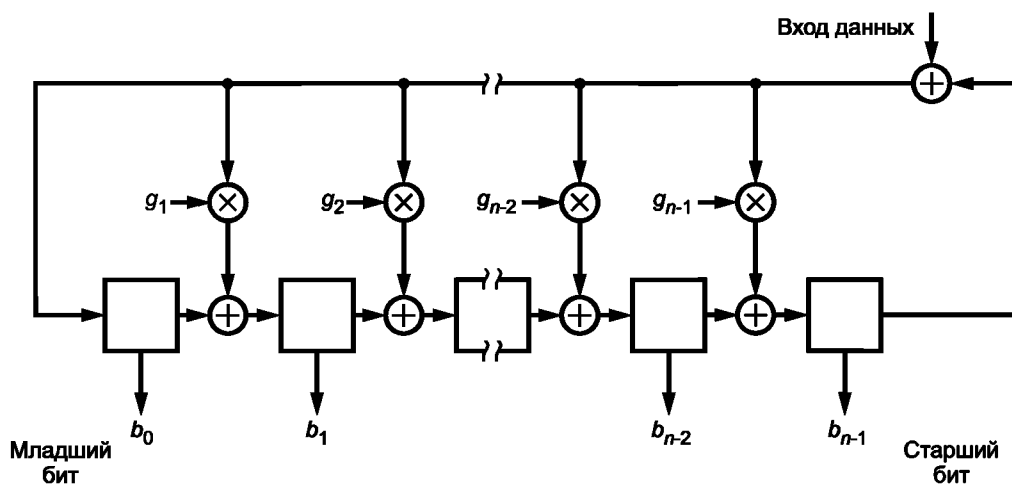 Вход данных
g1
g2
gn-2
gn-1
b0
b1
bn-2
bn-1
Младший
бит
Старший
бит